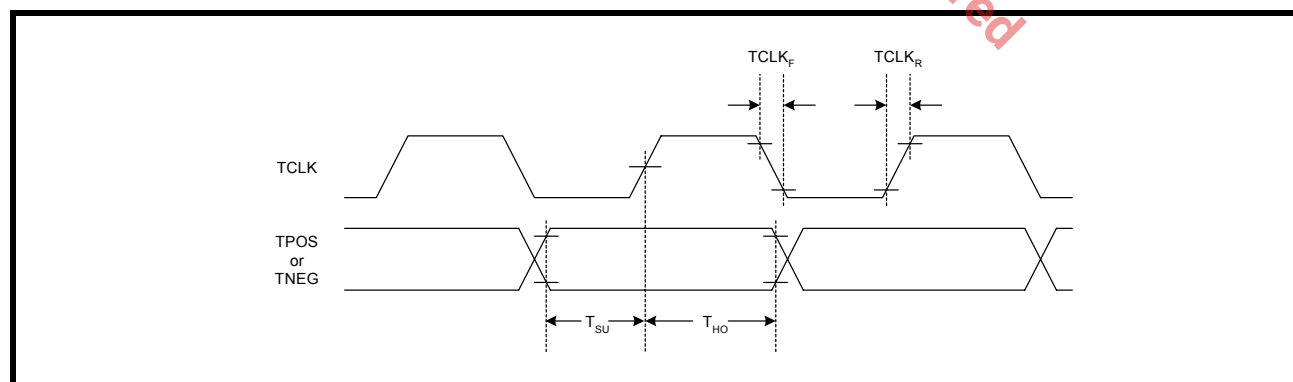 TCLKF
TCLKR
TCLK
TPOS
or
TNEG
TSU
THO